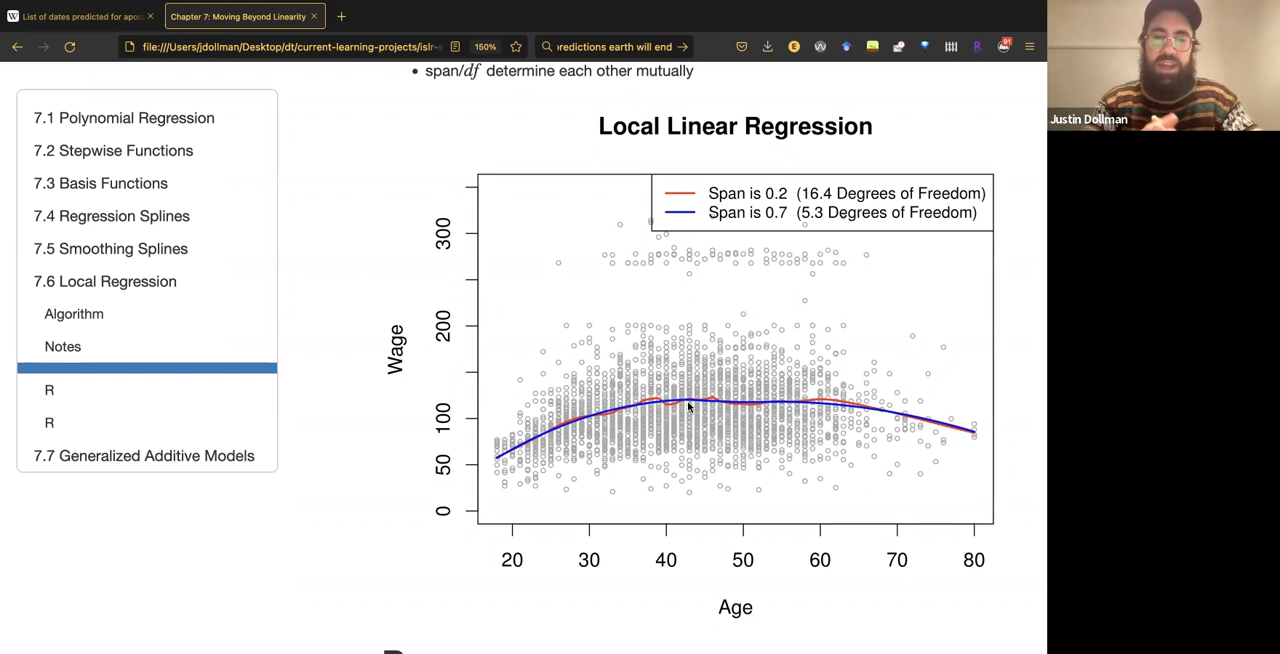 List of dates predicted for apoc
Chapter 7: Moving Beyond Linearity
file:///Users/jdollman/Desktop/dt/current-learning-projects/islr-s
150%
redictions earth will end
91
Justin Dollman
7.1 Polynomial Regression
7.2 Stepwise Functions
7.3 Basis Functions
7.4 Regression Splines
7.5 Smoothing Splines
7.6 Local Regression
Algorithm
Notes
R
R
7.7 Generalized Additive Models
• span/df determine each other mutually
Local Linear Regression
Span is 0.2 (16.4 Degrees of Freedom)
Span is 0.7 (5.3 Degrees of Freedom)
Wage
300
200
100
50
0
20 30 40 50 60 70 80
Age